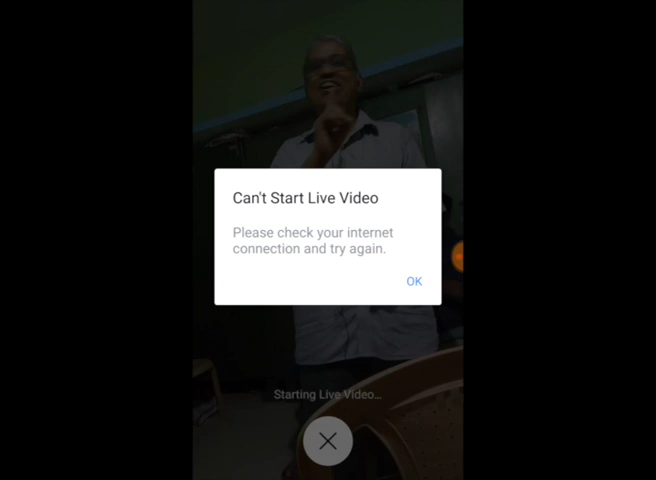 Can't Start Live Video
Please check your internet
connection and try again.
OK
Starting Live Video...